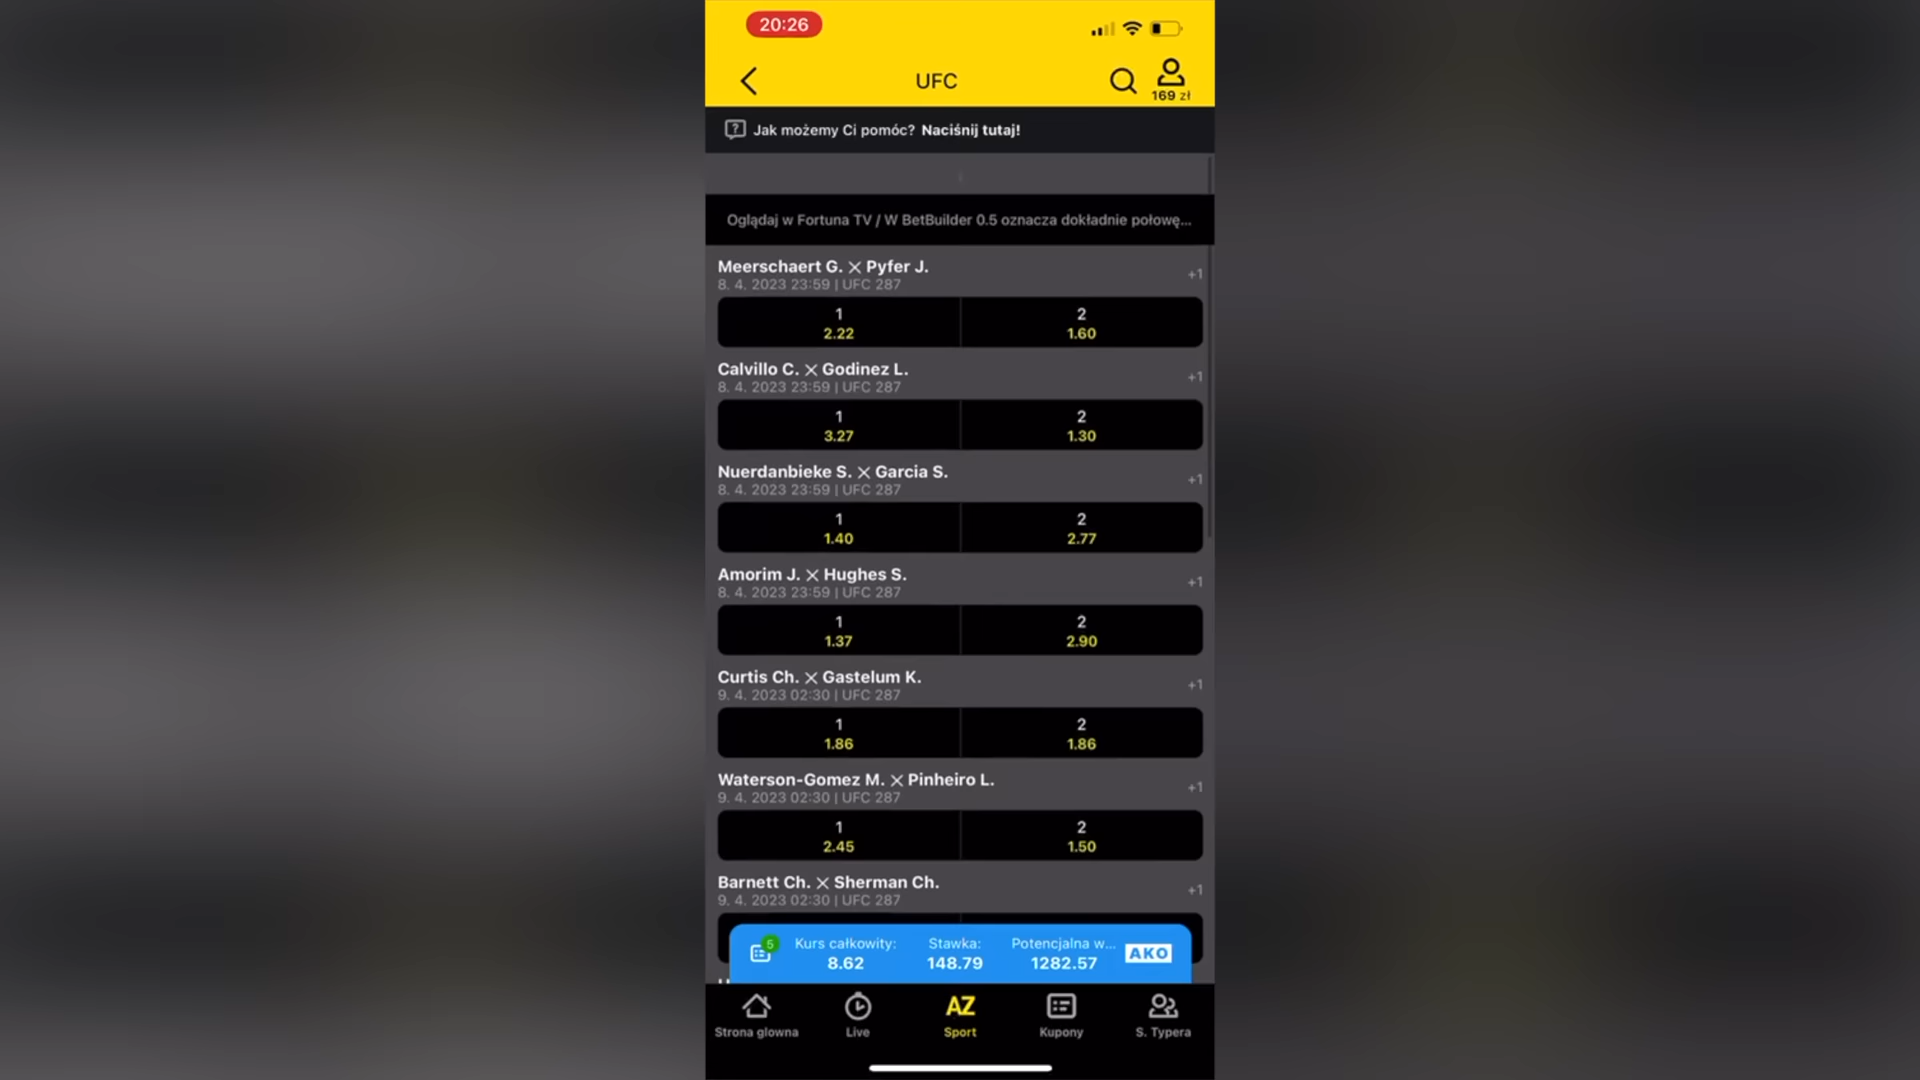 20:26
UFC
169 zł
Jak możemy Ci pomóc? Naciśnij tutaj!
Oglądaj w Fortuna TV / W BetBuilder 0.5 oznacza dokładnie połowę...
Meerschaert G. ✕ Pyfer J.
+1
8. 4. 2023 23:59 | UFC 287
1 2
2.22 1.60
Calvillo C. ✕ Godinez L.
+1
8. 4. 2023 23:59 | UFC 287
1 2
3.27 1.30
Nuerdanbieke S. ✕ Garcia S.
+1
8. 4. 2023 23:59 | UFC 287
1 2
1.40 2.77
Amorim J. ✕ Hughes S.
+1
8. 4. 2023 23:59 | UFC 287
1 2
1.37 2.90
Curtis Ch. ✕ Gastelum K.
+1
9. 4. 2023 02:30 | UFC 287
1 2
1.86 1.86
Waterson-Gomez M. ✕ Pinheiro L.
+1
9. 4. 2023 02:30 | UFC 287
1 2
2.45 1.50
Barnett Ch. ✕ Sherman Ch.
+1
9. 4. 2023 02:30 | UFC 287
5 Kurs całkowity: Stawka: Potencjalna w... AKO
8.62 148.79 1282.57
AZ
Strona glowna Live Sport Kupony S. Typera